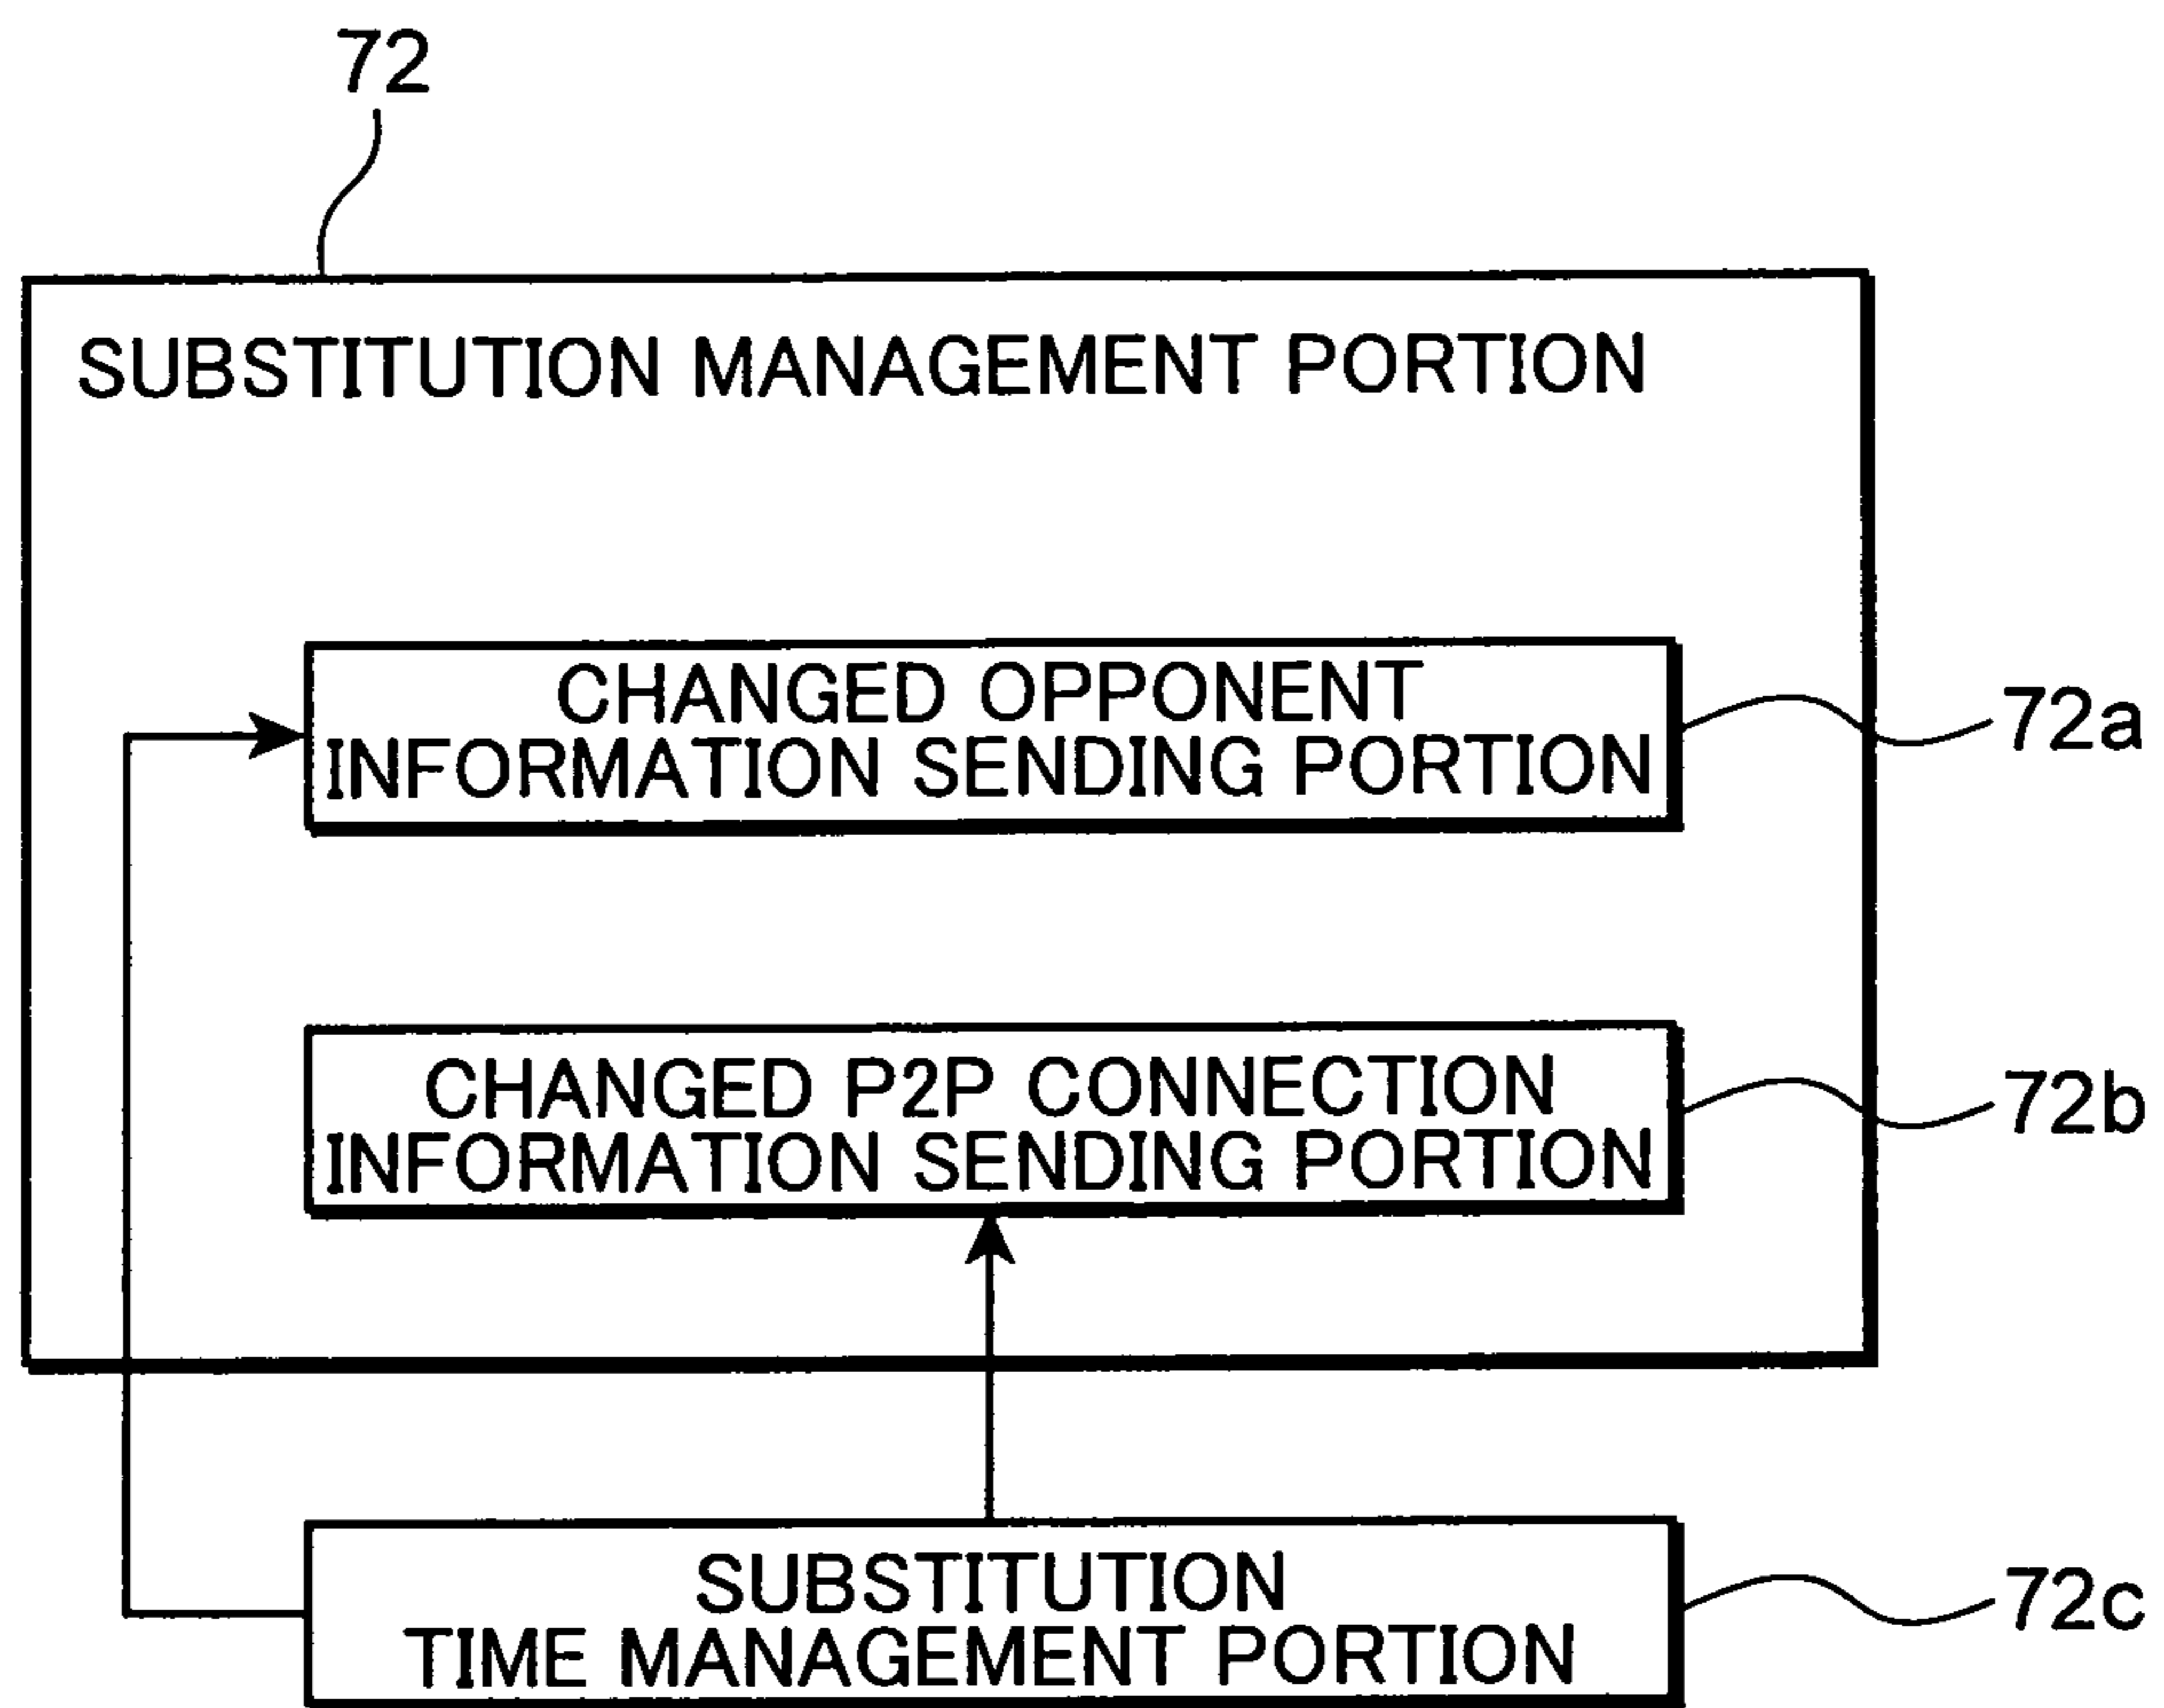 72
SUBSTITUTION MANAGEMENT PORTION
CHANGED OPPONENT
INFORMATION SENDING PORTION
72a
CHANGED P2P CONNECTION
INFORMATION SENDING PORTION
72b
SUBSTITUTION
TIME MANAGEMENT PORTION
72c